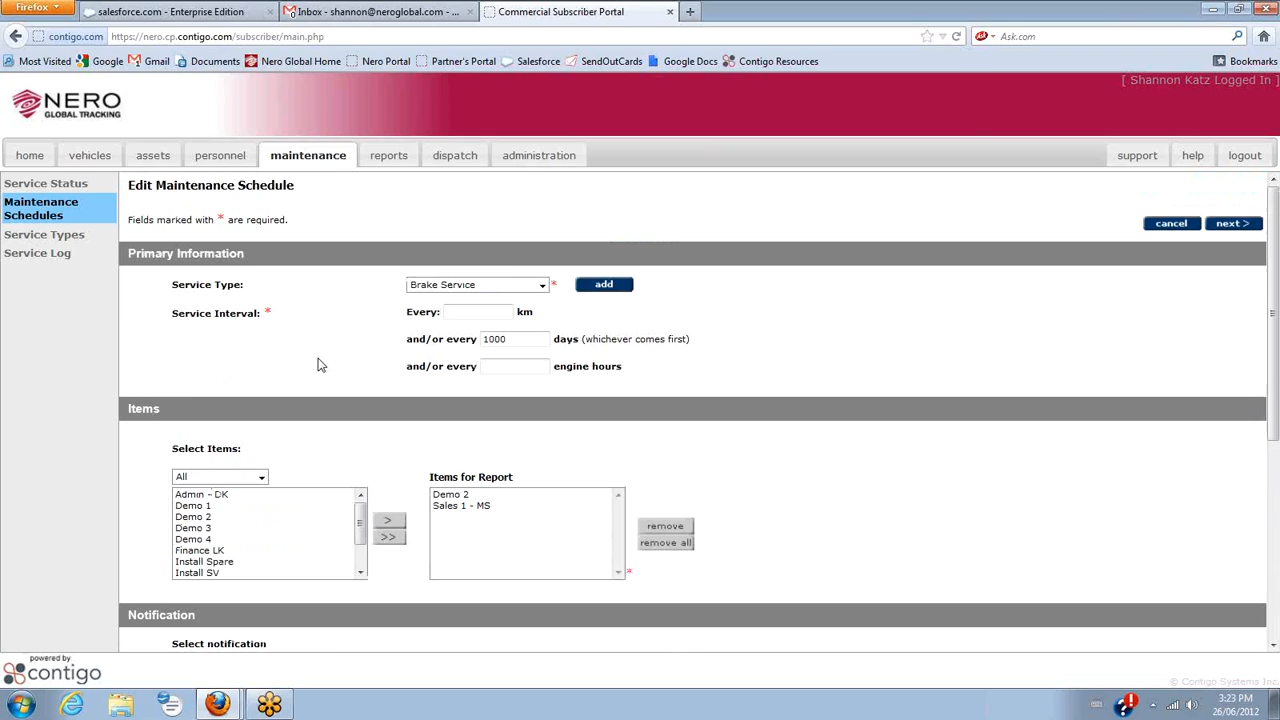 Firefox
salesforce.com - Enterprise Edition
Inbox - shannon@neroglobal.com - ...
Commercial Subscriber Portal
contigo.com
https://nero.cp.contigo.com/subscriber/main.php
Ask.com
Most Visited
Google
Gmail
Documents
Nero Global Home
Nero Portal
Partner's Portal
Salesforce
SendOutCards
Google Docs
Contigo Resources
Bookmarks
[ Shannon Katz Logged In ]
NERO
GLOBAL TRACKING
home
vehicles
assets
personnel
maintenance
reports
dispatch
administration
support
help
logout
Service Status
Maintenance
Schedules
Service Types
Service Log
Edit Maintenance Schedule
Fields marked with * are required.
cancel
next >
Primary Information
Service Type:
Brake Service
*
add
Service Interval: *
Every:
km
and/or every
1000
days (whichever comes first)
and/or every
engine hours
Items
Select Items:
All
Items for Report
Admin - DK
Demo 1
Demo 2
Demo 3
Demo 4
Finance LK
Install Spare
Install SV
>
>>
Demo 2
Sales 1 - MS
remove
remove all
*
Notification
Select notification
powered by
contigo
© Contigo Systems Inc.
3:23 PM
26/06/2012